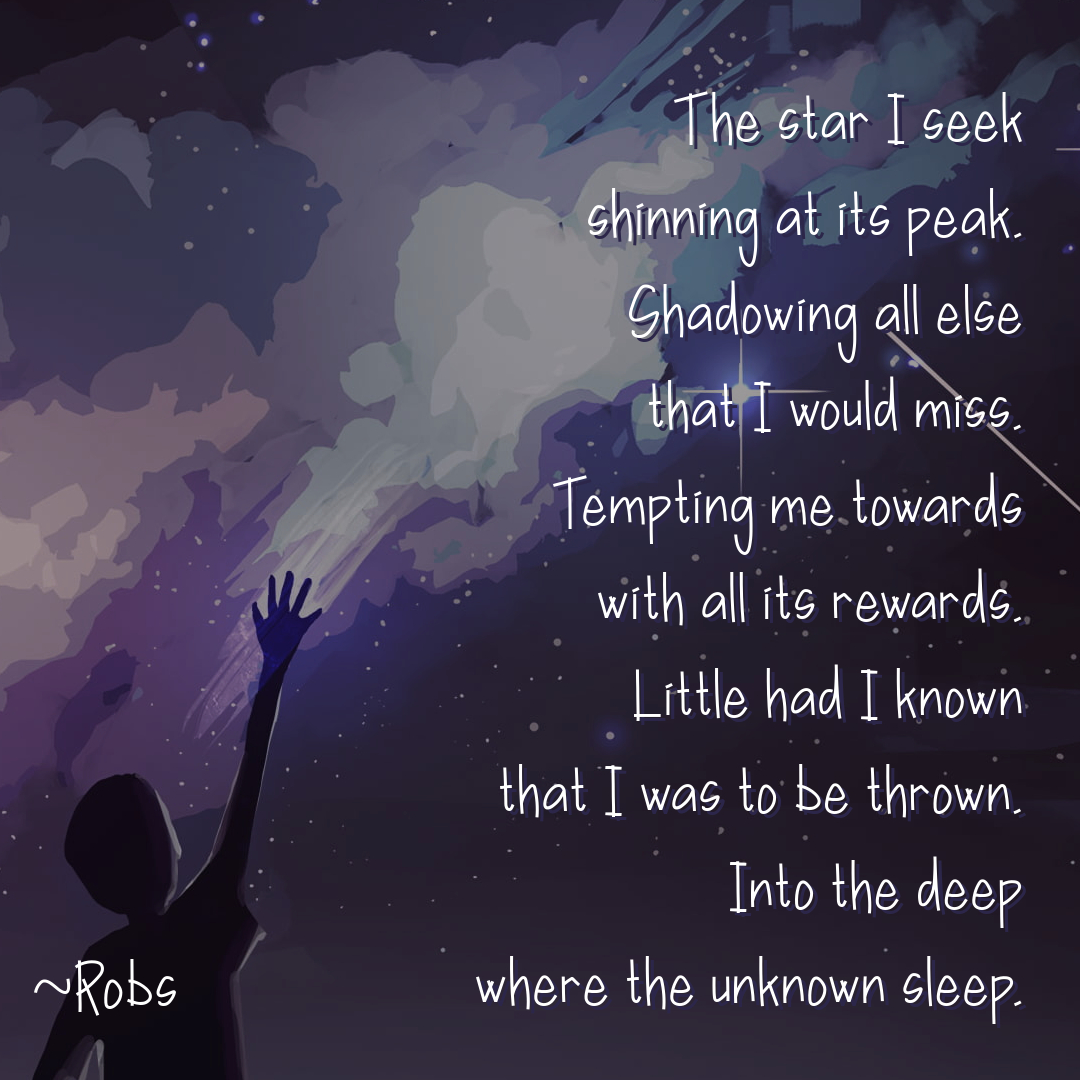 The star I seek
shinning at its peak.
Shadowing all else
that I would miss.
Tempting me towards
with all its rewards.
Little had I known
that I was to be thrown.
Into the deep
where the unknown sleep.
~Robs